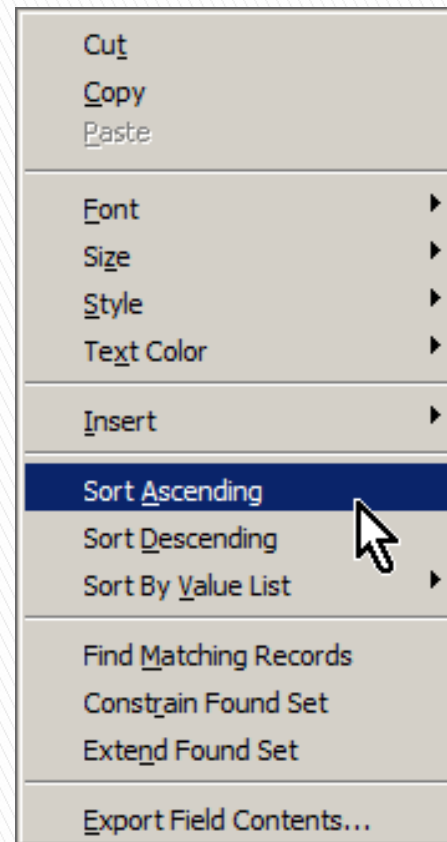 Cut
Copy
Paste
Font
Size
Style
Text Color
Insert
Sort Ascending
Sort Descending
Sort By Value List
Find Matching Records
Constrain Found Set
Extend Found Set
Export Field Contents...